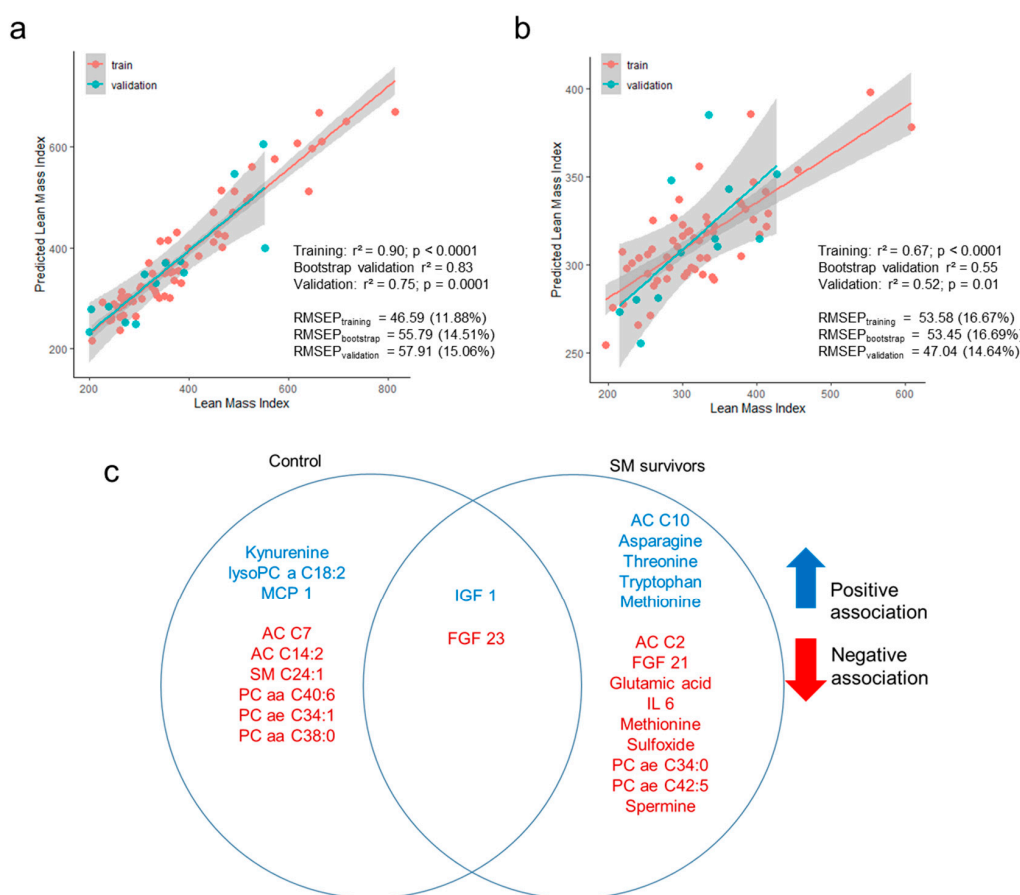 a
train
validation
Predicted Lean Mass Index
600
400
200
Training: r² = 0.90; p < 0.0001
Bootstrap validation r² = 0.83
Validation: r² = 0.75; p = 0.0001
RMSEPtraining = 46.59 (11.88%)
RMSEPbootstrap = 55.79 (14.51%)
RMSEPvalidation = 57.91 (15.06%)
200 400 600 800
Lean Mass Index
b
train
validation
Predicted Lean Mass Index
400
350
300
250
Training: r² = 0.67; p < 0.0001
Bootstrap validation r² = 0.55
Validation: r² = 0.52; p = 0.01
RMSEPtraining = 53.58 (16.67%)
RMSEPbootstrap = 53.45 (16.69%)
RMSEPvalidation = 47.04 (14.64%)
200 300 400 500 600
Lean Mass Index
c
Control
SM survivors
Kynurenine
lysoPC a C18:2
MCP 1
AC C7
AC C14:2
SM C24:1
PC aa C40:6
PC ae C34:1
PC aa C38:0
IGF 1
FGF 23
AC C10
Asparagine
Threonine
Tryptophan
Methionine
AC C2
FGF 21
Glutamic acid
IL 6
Methionine
Sulfoxide
PC ae C34:0
PC ae C42:5
Spermine
Positive
association
Negative
association